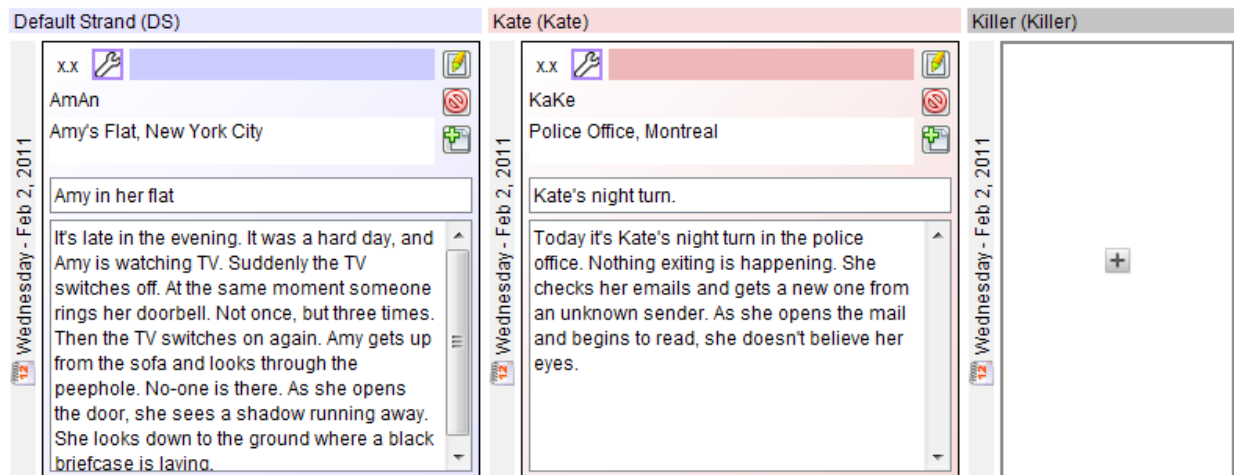 Default Strand (DS)
Wednesday - Feb 2, 2011
12
x.x
AmAn
Amy's Flat, New York City
Amy in her flat
It's late in the evening. It was a hard day, and
Amy is watching TV. Suddenly the TV
switches off. At the same moment someone
rings her doorbell. Not once, but three times.
Then the TV switches on again. Amy gets up
from the sofa and looks through the
peephole. No-one is there. As she opens
the door, she sees a shadow running away.
She looks down to the ground where a black
briefcase is laying.
Kate (Kate)
Wednesday - Feb 2, 2011
12
x.x
KaKe
Police Office, Montreal
Kate's night turn.
Today it's Kate's night turn in the police
office. Nothing exiting is happening. She
checks her emails and gets a new one from
an unknown sender. As she opens the mail
and begins to read, she doesn't believe her
eyes.
Killer (Killer)
Wednesday - Feb 2, 2011
12